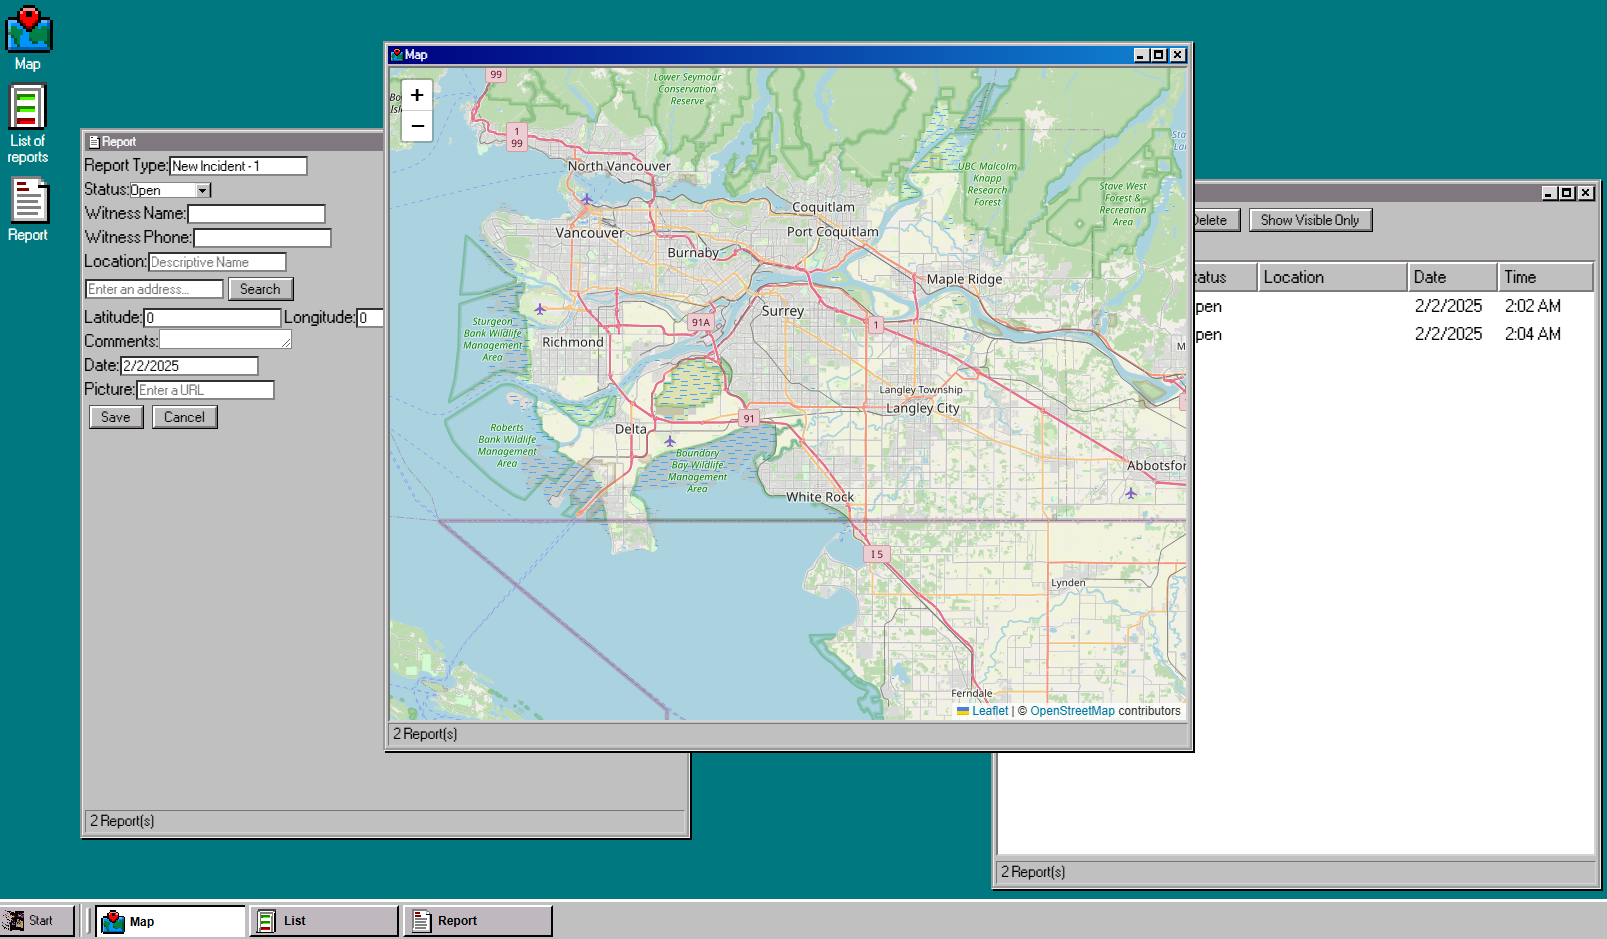 Map
List of
reports
Report
Report
Report Type: New Incident - 1
Status: Open
Witness Name:
Witness Phone:
Location: Descriptive Name
Enter an address...
Search
Latitude: 0
Longitude: 0
Comments:
Date: 2/2/2025
Picture: Enter a URL
Save
Cancel
2 Report(s)
Map
+
−
99
Lower Seymour
Conservation
Reserve
1
99
North Vancouver
UBC Malcolm
Knapp
Research
Forest
Stave West
Forest &
Recreation
Area
Coquitlam
Port Coquitlam
Vancouver
Burnaby
Maple Ridge
Surrey
91A
1
Sturgeon
Bank Wildlife
Management
Area
Richmond
Langley Township
Langley City
91
Delta
Roberts
Bank Wildlife
Management
Area
Boundary
Bay Wildlife
Management
Area
Abbotsfor
White Rock
I 5
Lynden
Ferndale
Leaflet | © OpenStreetMap contributors
2 Report(s)
Delete
Show Visible Only
tatus
Location
Date
Time
pen
2/2/2025
2:02 AM
pen
2/2/2025
2:04 AM
2 Report(s)
Start
Map
List
Report